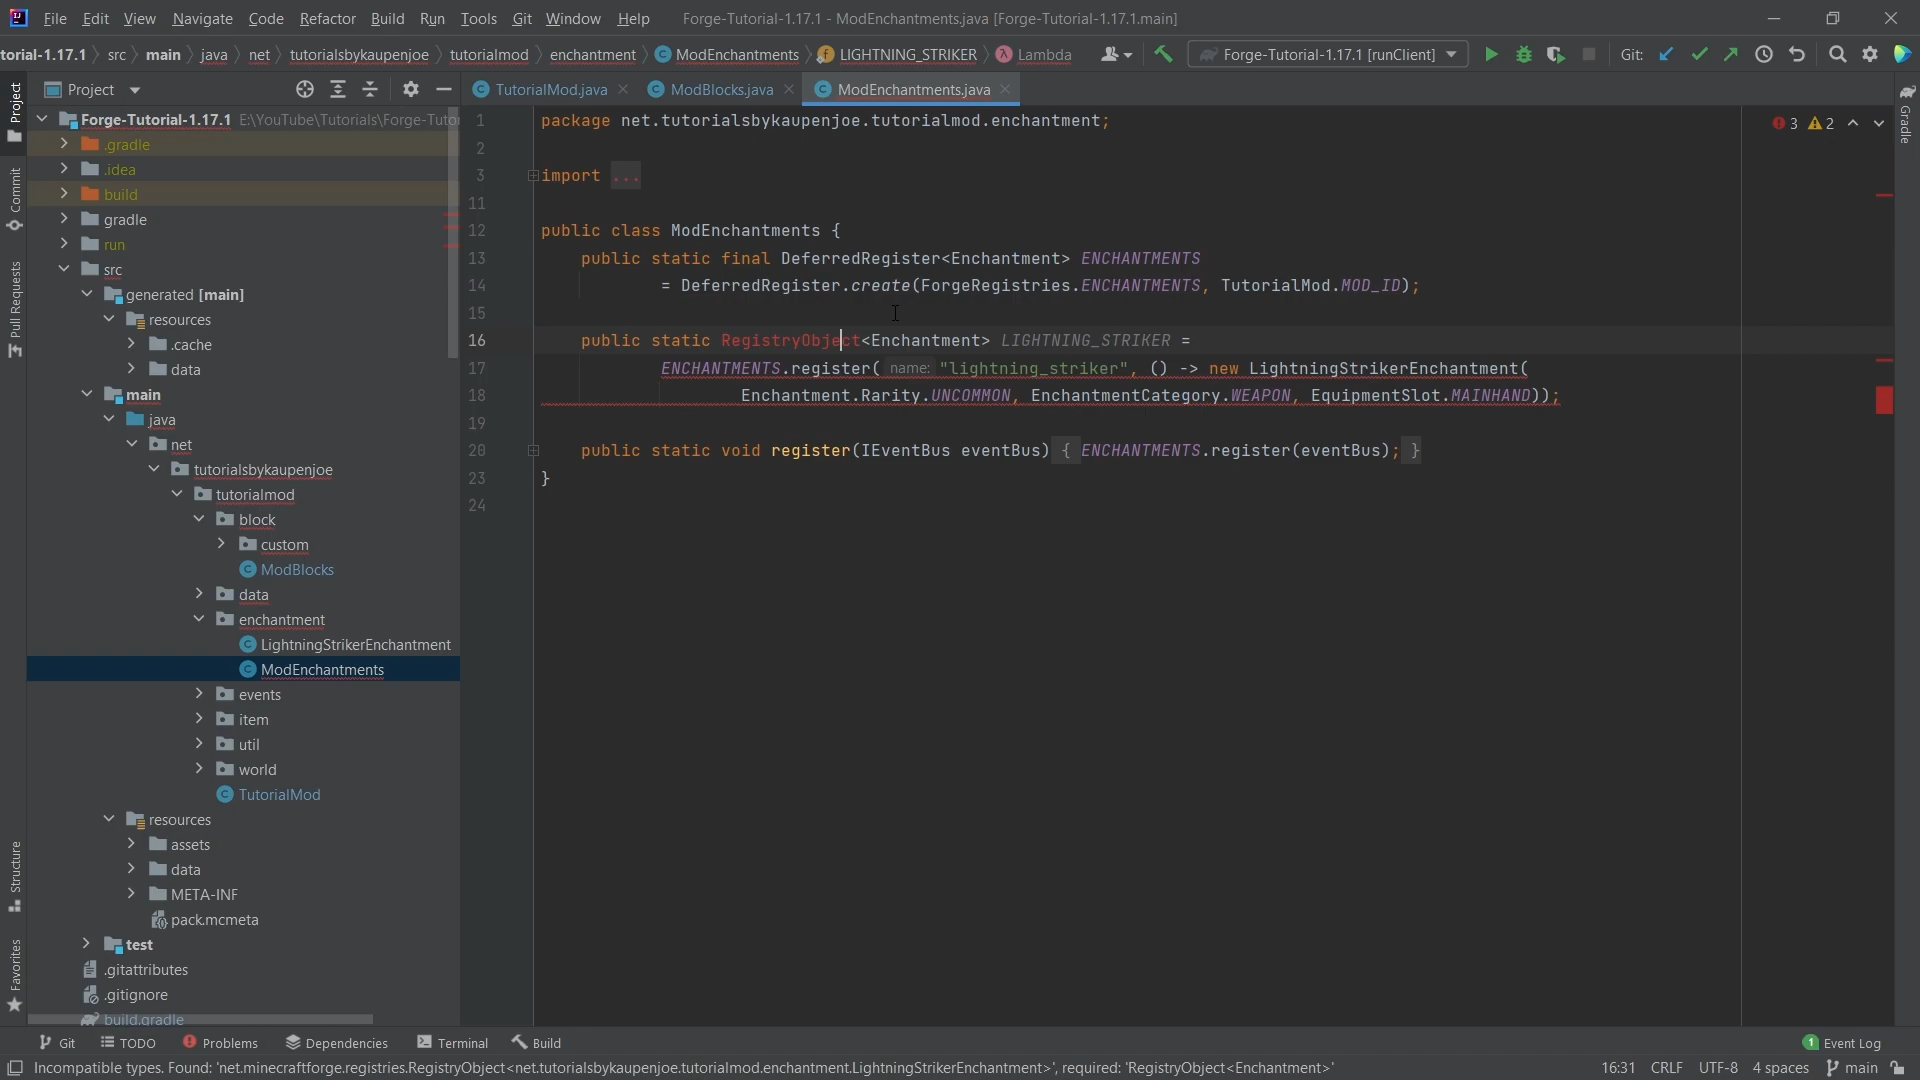 File Edit View Navigate Code Refactor Build Run Tools Git Window Help Forge-Tutorial-1.17.1 - ModEnchantments.java [Forge-Tutorial-1.17.1.main]
torial-1.17.1 src main java net tutorialsbykaupenjoe tutorialmod enchantment ModEnchantments LIGHTNING_STRIKER Lambda Forge-Tutorial-1.17.1 [runClient] Git:
Project TutorialMod.java ModBlocks.java ModEnchantments.java
Project
Commit
Pull Requests
Structure
Favorites
Gradle
Forge-Tutorial-1.17.1 E:\YouTube\Tutorials\Forge-Tuto
.gradle
.idea
build
gradle
run
src
generated [main]
resources
.cache
data
main
java
net
tutorialsbykaupenjoe
tutorialmod
block
custom
ModBlocks
data
enchantment
LightningStrikerEnchantment
ModEnchantments
events
item
util
world
TutorialMod
resources
assets
data
META-INF
pack.mcmeta
test
.gitattributes
.gitignore
build.gradle
3 2
1 package net.tutorialsbykaupenjoe.tutorialmod.enchantment;
2
3 import ...
11
12 public class ModEnchantments {
13 public static final DeferredRegister<Enchantment> ENCHANTMENTS
14 = DeferredRegister.create(ForgeRegistries.ENCHANTMENTS, TutorialMod.MOD_ID);
15
16 public static RegistryObject<Enchantment> LIGHTNING_STRIKER =
17 ENCHANTMENTS.register( name: "lightning_striker", () -> new LightningStrikerEnchantment(
18 Enchantment.Rarity.UNCOMMON, EnchantmentCategory.WEAPON, EquipmentSlot.MAINHAND));
19
20 public static void register(IEventBus eventBus) { ENCHANTMENTS.register(eventBus); }
23 }
24
Git TODO Problems Dependencies Terminal Build 1 Event Log
Incompatible types. Found: 'net.minecraftforge.registries.RegistryObject<net.tutorialsbykaupenjoe.tutorialmod.enchantment.LightningStrikerEnchantment>', required: 'RegistryObject<Enchantment>' 16:31 CRLF UTF-8 4 spaces main